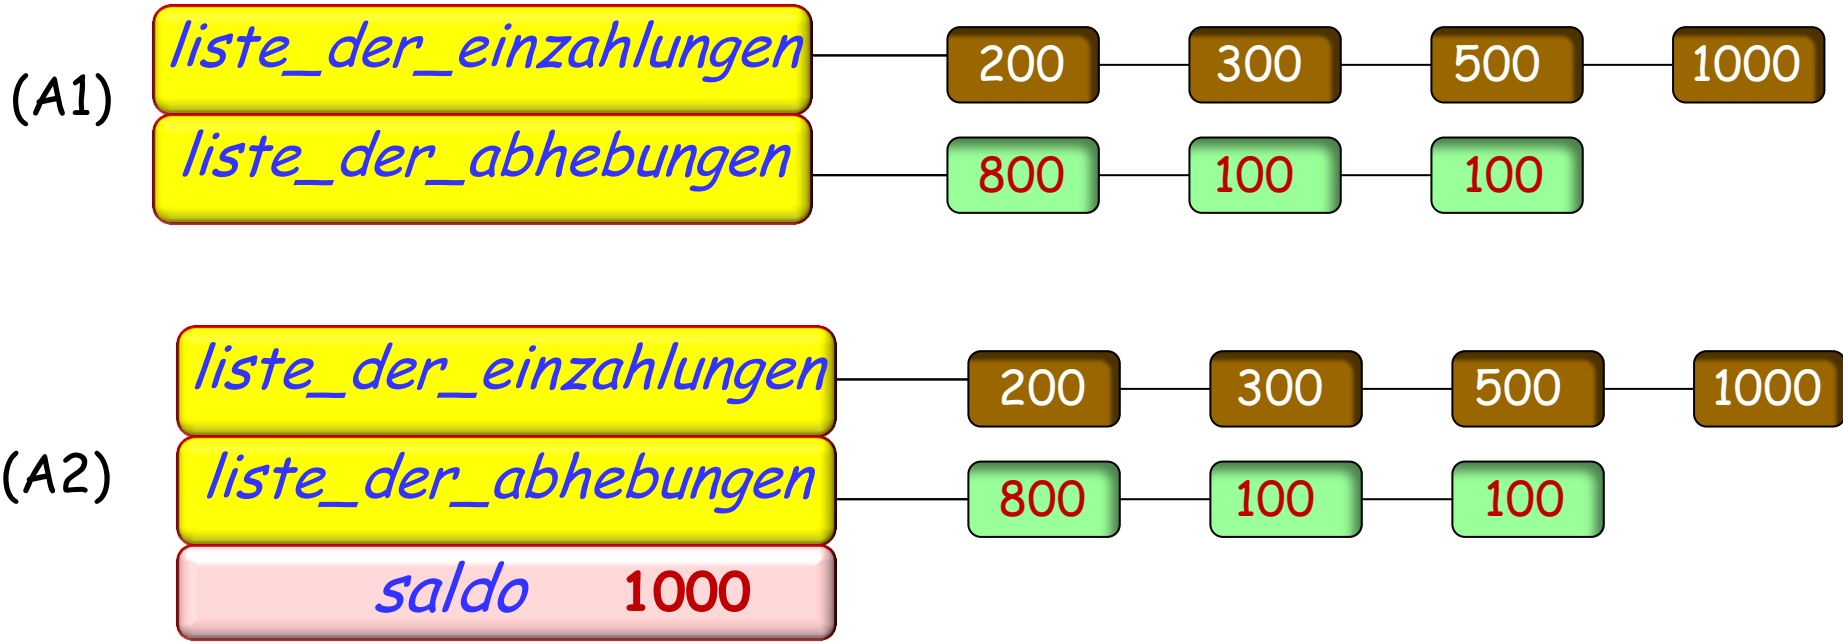 liste_der_einzahlungen 200 300 500 1000
(A1)
liste_der_abhebungen 800 100 100
liste_der_einzahlungen 200 300 500 1000
(A2)
liste_der_abhebungen 800 100 100
saldo 1000